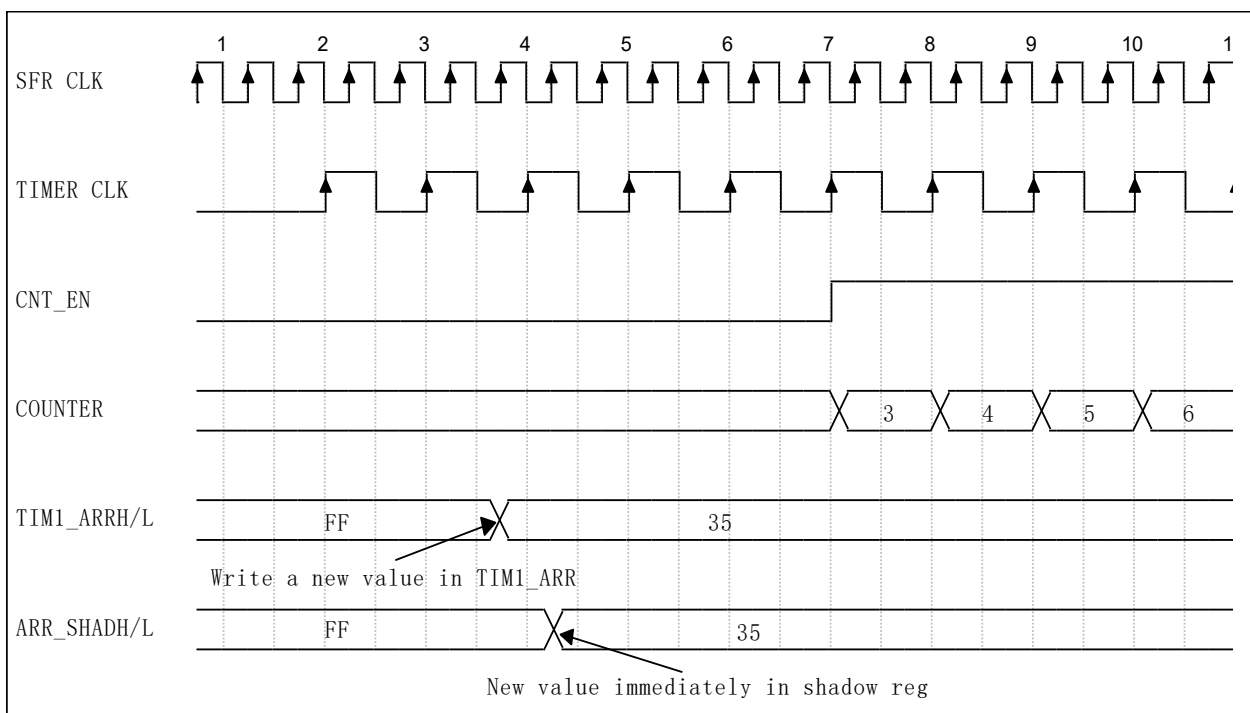 1 2 3 4 5 6 7 8 9 10 1
SFR CLK
TIMER CLK
CNT_EN
COUNTER 3 4 5 6
TIM1_ARRH/L FF 35
Write a new value in TIM1_ARR
ARR_SHADH/L FF 35
New value immediately in shadow reg